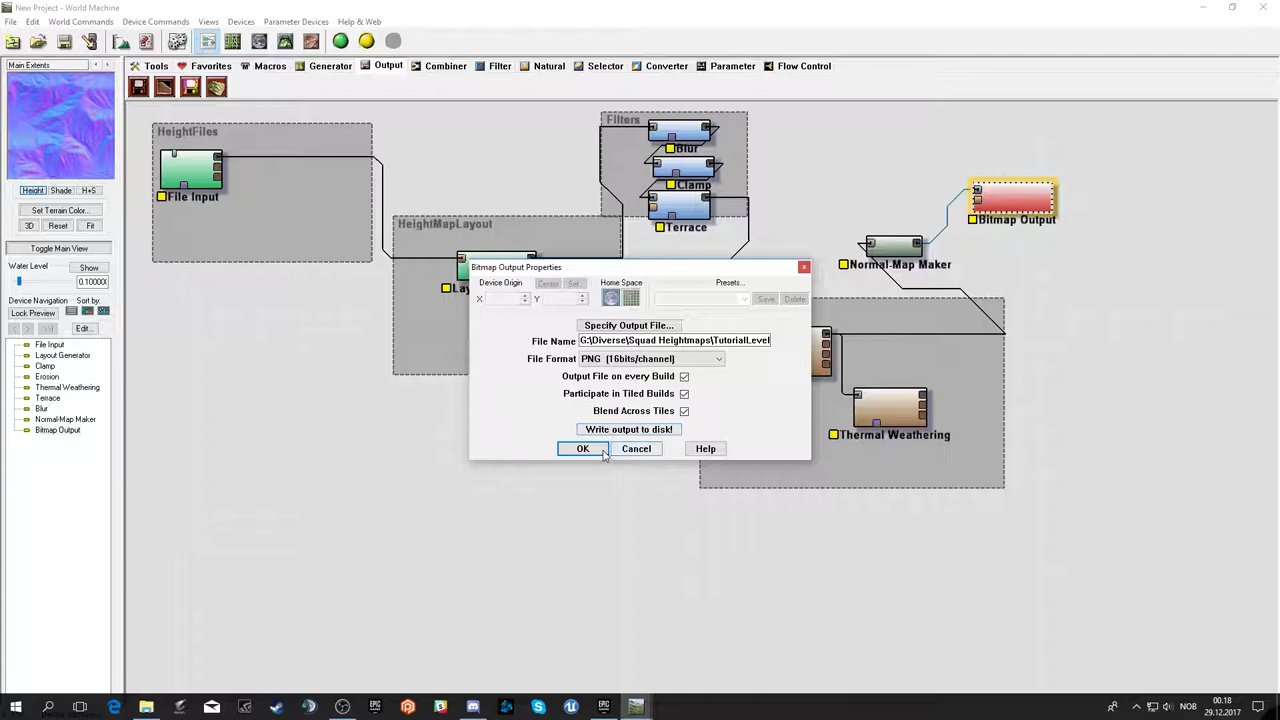 New Project - World Machine
File Edit World Commands Device Commands Views Devices Parameter Devices Help & Web
Main Extents
Tools Favorites Macros Generator Output Combiner Filter Natural Selector Converter Parameter Flow Control
Height Shade H+S
Set Terrain Color...
3D Reset Fit
Toggle Main View
Water Level Show
0.10000
Device Navigation Sort by:
Lock Preview
Edit...
File Input
Layout Generator
Clamp
Erosion
Thermal Weathering
Terrace
Blur
Normal-Map Maker
Bitmap Output
HeightFiles
File Input
Filters
Blur
Clamp
Terrace
HeightMapLayout
Bitmap Output
Normal-Map Maker
Thermal Weathering
Bitmap Output Properties
Device Origin Center Set... Home Space Presets...
X Y Save Delete
Specify Output File...
File Name G:\Diverse\Squad Heightmaps\TutorialLevel
File Format PNG (16bits/channel)
Output File on every Build
Participate in Tiled Builds
Blend Across Tiles
Write output to disk!
OK Cancel Help
NOB
00.18
29.12.2017